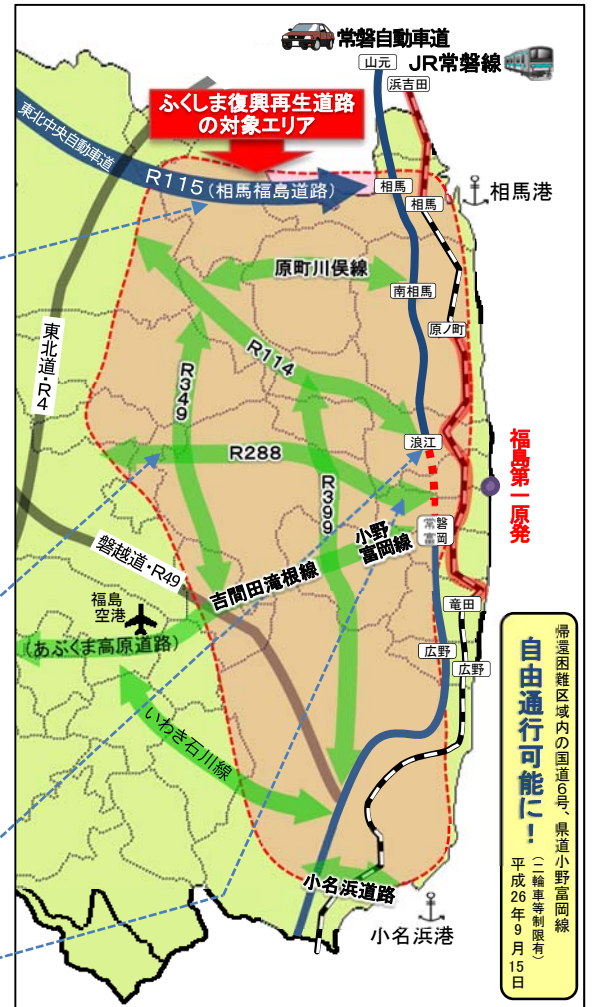 常磐自動車道
JR常磐線
山元
浜吉田
ふくしま復興再生道路
の対象エリア
東北中央自動車道
R115(相馬福島道路)
相馬
相馬
相馬港
原町川俣線
南相馬
原ノ町
東北道・R4
R114
R349
浪江
R288
R399
福島第一原発
常磐
富岡
小野
富岡線
磐越道・R49
吉間田滝根線
福島
空港
竜田
(あぶくま高原道路)
広野
広野
いわき石川線
小名浜道路
小名浜港
帰還困難区域内の国道6号、県道小野富岡線
自由通行可能に!
(二輪車等制限有)
平成26年9月15日